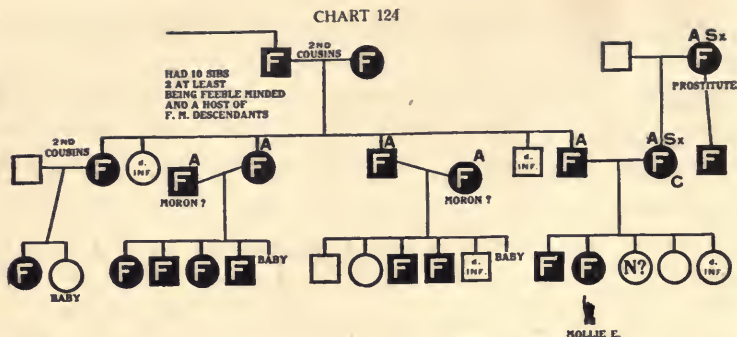 CHART 124
A Sx
F
2ND
COUSINS
F
F
PROSTITUTE
HAD 10 SIBS
2 AT LEAST
BEING FEEBLE MINDED
AND A HOST OF
F. M. DESCENDANTS
2ND
COUSINS
F
d.
INF.
A
F
MORON ?
A
F
A
F
A
F
MORON ?
d.
INF.
A
F
A Sx
F
C
F
F
BABY
F
F
F
F
BABY
F
F
d.
INF.
BABY
F
F
N?
d.
INF.
MOLLIE E.